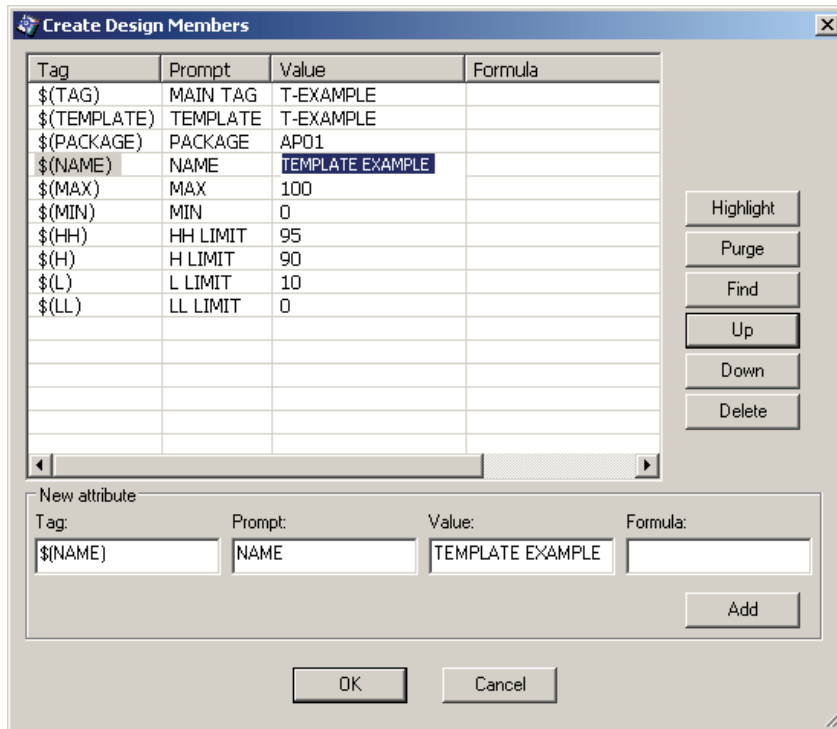 Create Design Members
Tag Prompt Value Formula
$(TAG) MAIN TAG T-EXAMPLE
$(TEMPLATE) TEMPLATE T-EXAMPLE
$(PACKAGE) PACKAGE AP01
$(NAME) NAME TEMPLATE EXAMPLE
$(MAX) MAX 100
$(MIN) MIN 0
$(HH) HH LIMIT 95
$(H) H LIMIT 90
$(L) L LIMIT 10
$(LL) LL LIMIT 0
Highlight
Purge
Find
Up
Down
Delete
New attribute
Tag: Prompt: Value: Formula:
$(NAME) NAME TEMPLATE EXAMPLE
Add
OK Cancel